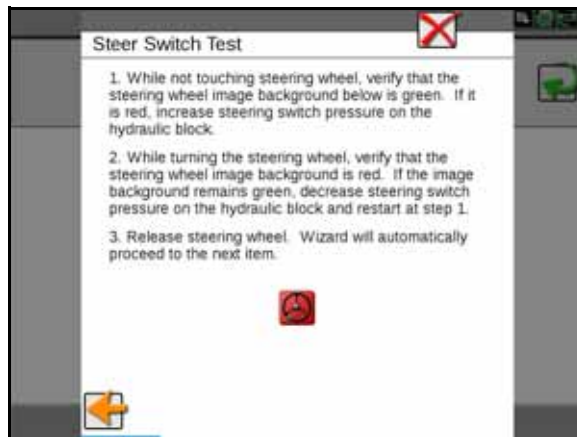 Steer Switch Test
1. While not touching steering wheel, verify that the
steering wheel image background below is green. If it
is red, increase steering switch pressure on the
hydraulic block.
2. While turning the steering wheel, verify that the
steering wheel image background is red. If the image
background remains green, decrease steering switch
pressure on the hydraulic block and restart at step 1.
3. Release steering wheel. Wizard will automatically
proceed to the next item.